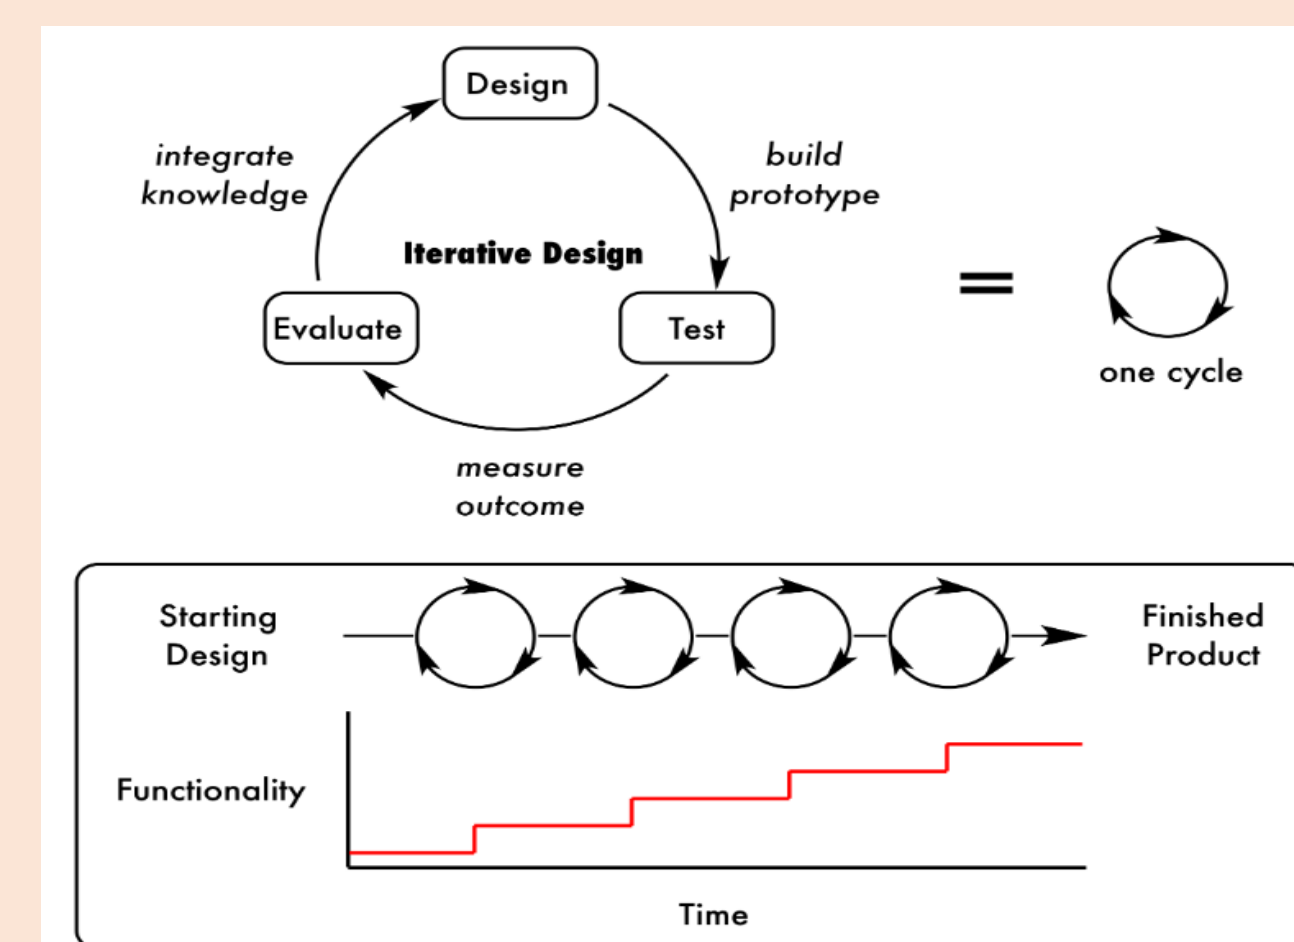 Design
integrate
knowledge
build
prototype
Iterative Design
Evaluate
Test
=
one cycle
measure
outcome
Starting
Design
Finished
Product
Functionality
Time